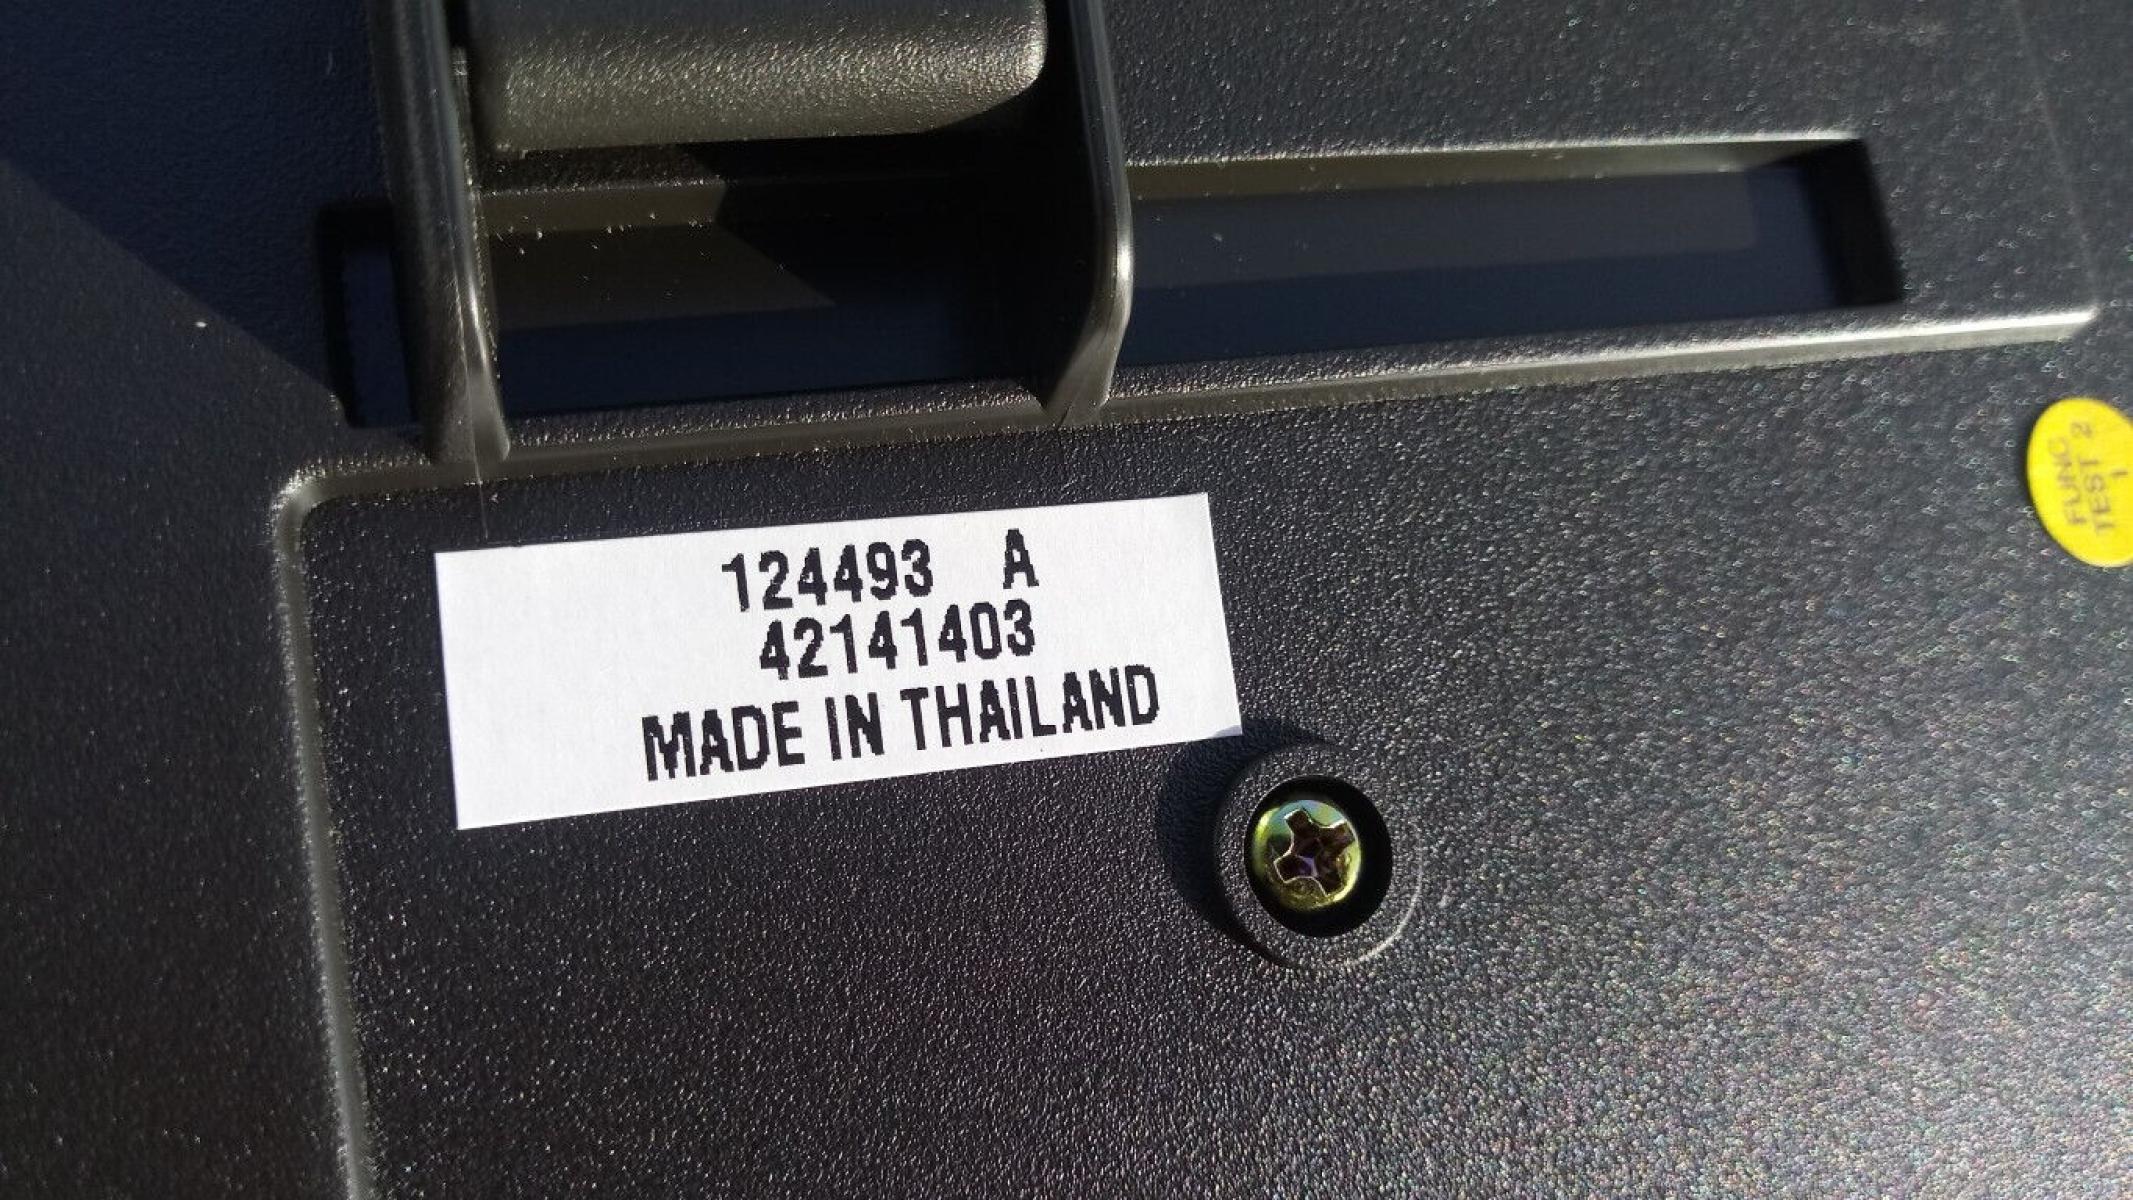 124493 A
42141403
MADE IN THAILAND
FUNC
TEST 2
1